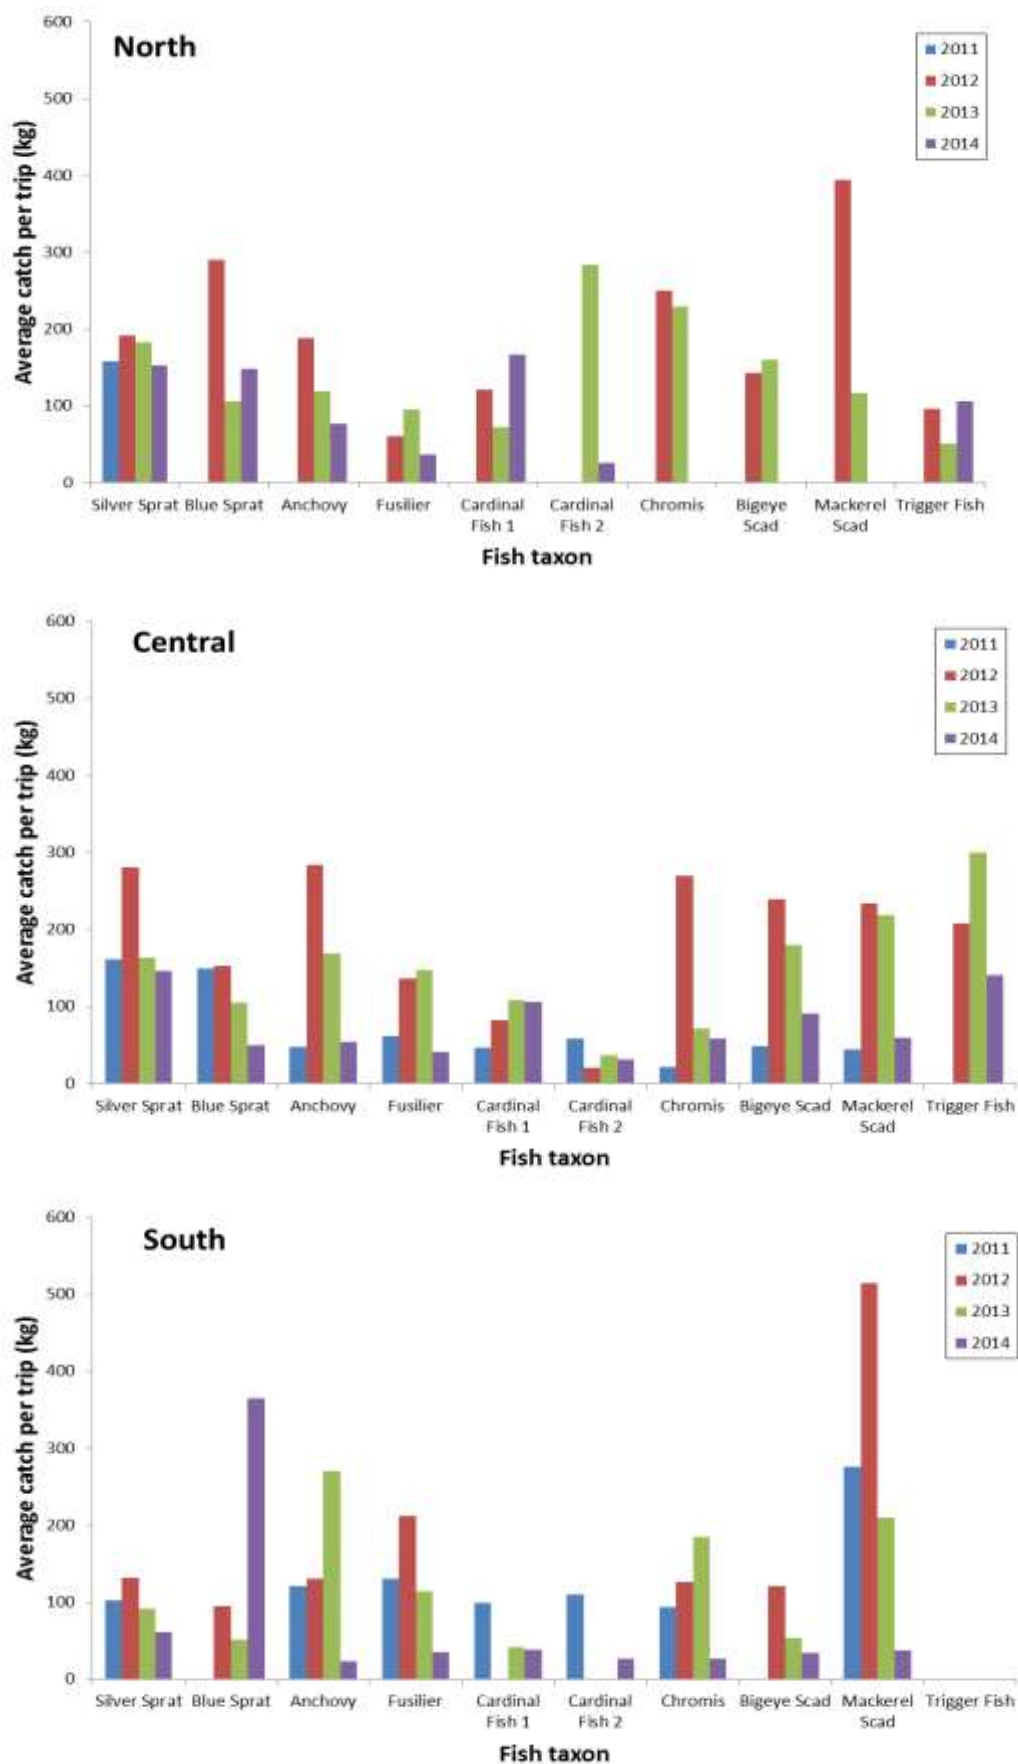 North
600
500
400
300
200
100
0
Average catch per trip (kg)
2011
2012
2013
2014
Silver Sprat Blue Sprat Anchovy Fusilier Cardinal Fish 1 Cardinal Fish 2 Chromis Bigeye Scad Mackerel Scad Trigger Fish
Fish taxon
Central
600
500
400
300
200
100
0
Average catch per trip (kg)
2011
2012
2013
2014
Silver Sprat Blue Sprat Anchovy Fusilier Cardinal Fish 1 Cardinal Fish 2 Chromis Bigeye Scad Mackerel Scad Trigger Fish
Fish taxon
South
600
500
400
300
200
100
0
Average catch per trip (kg)
2011
2012
2013
2014
Silver Sprat Blue Sprat Anchovy Fusilier Cardinal Fish 1 Cardinal Fish 2 Chromis Bigeye Scad Mackerel Scad Trigger Fish
Fish taxon